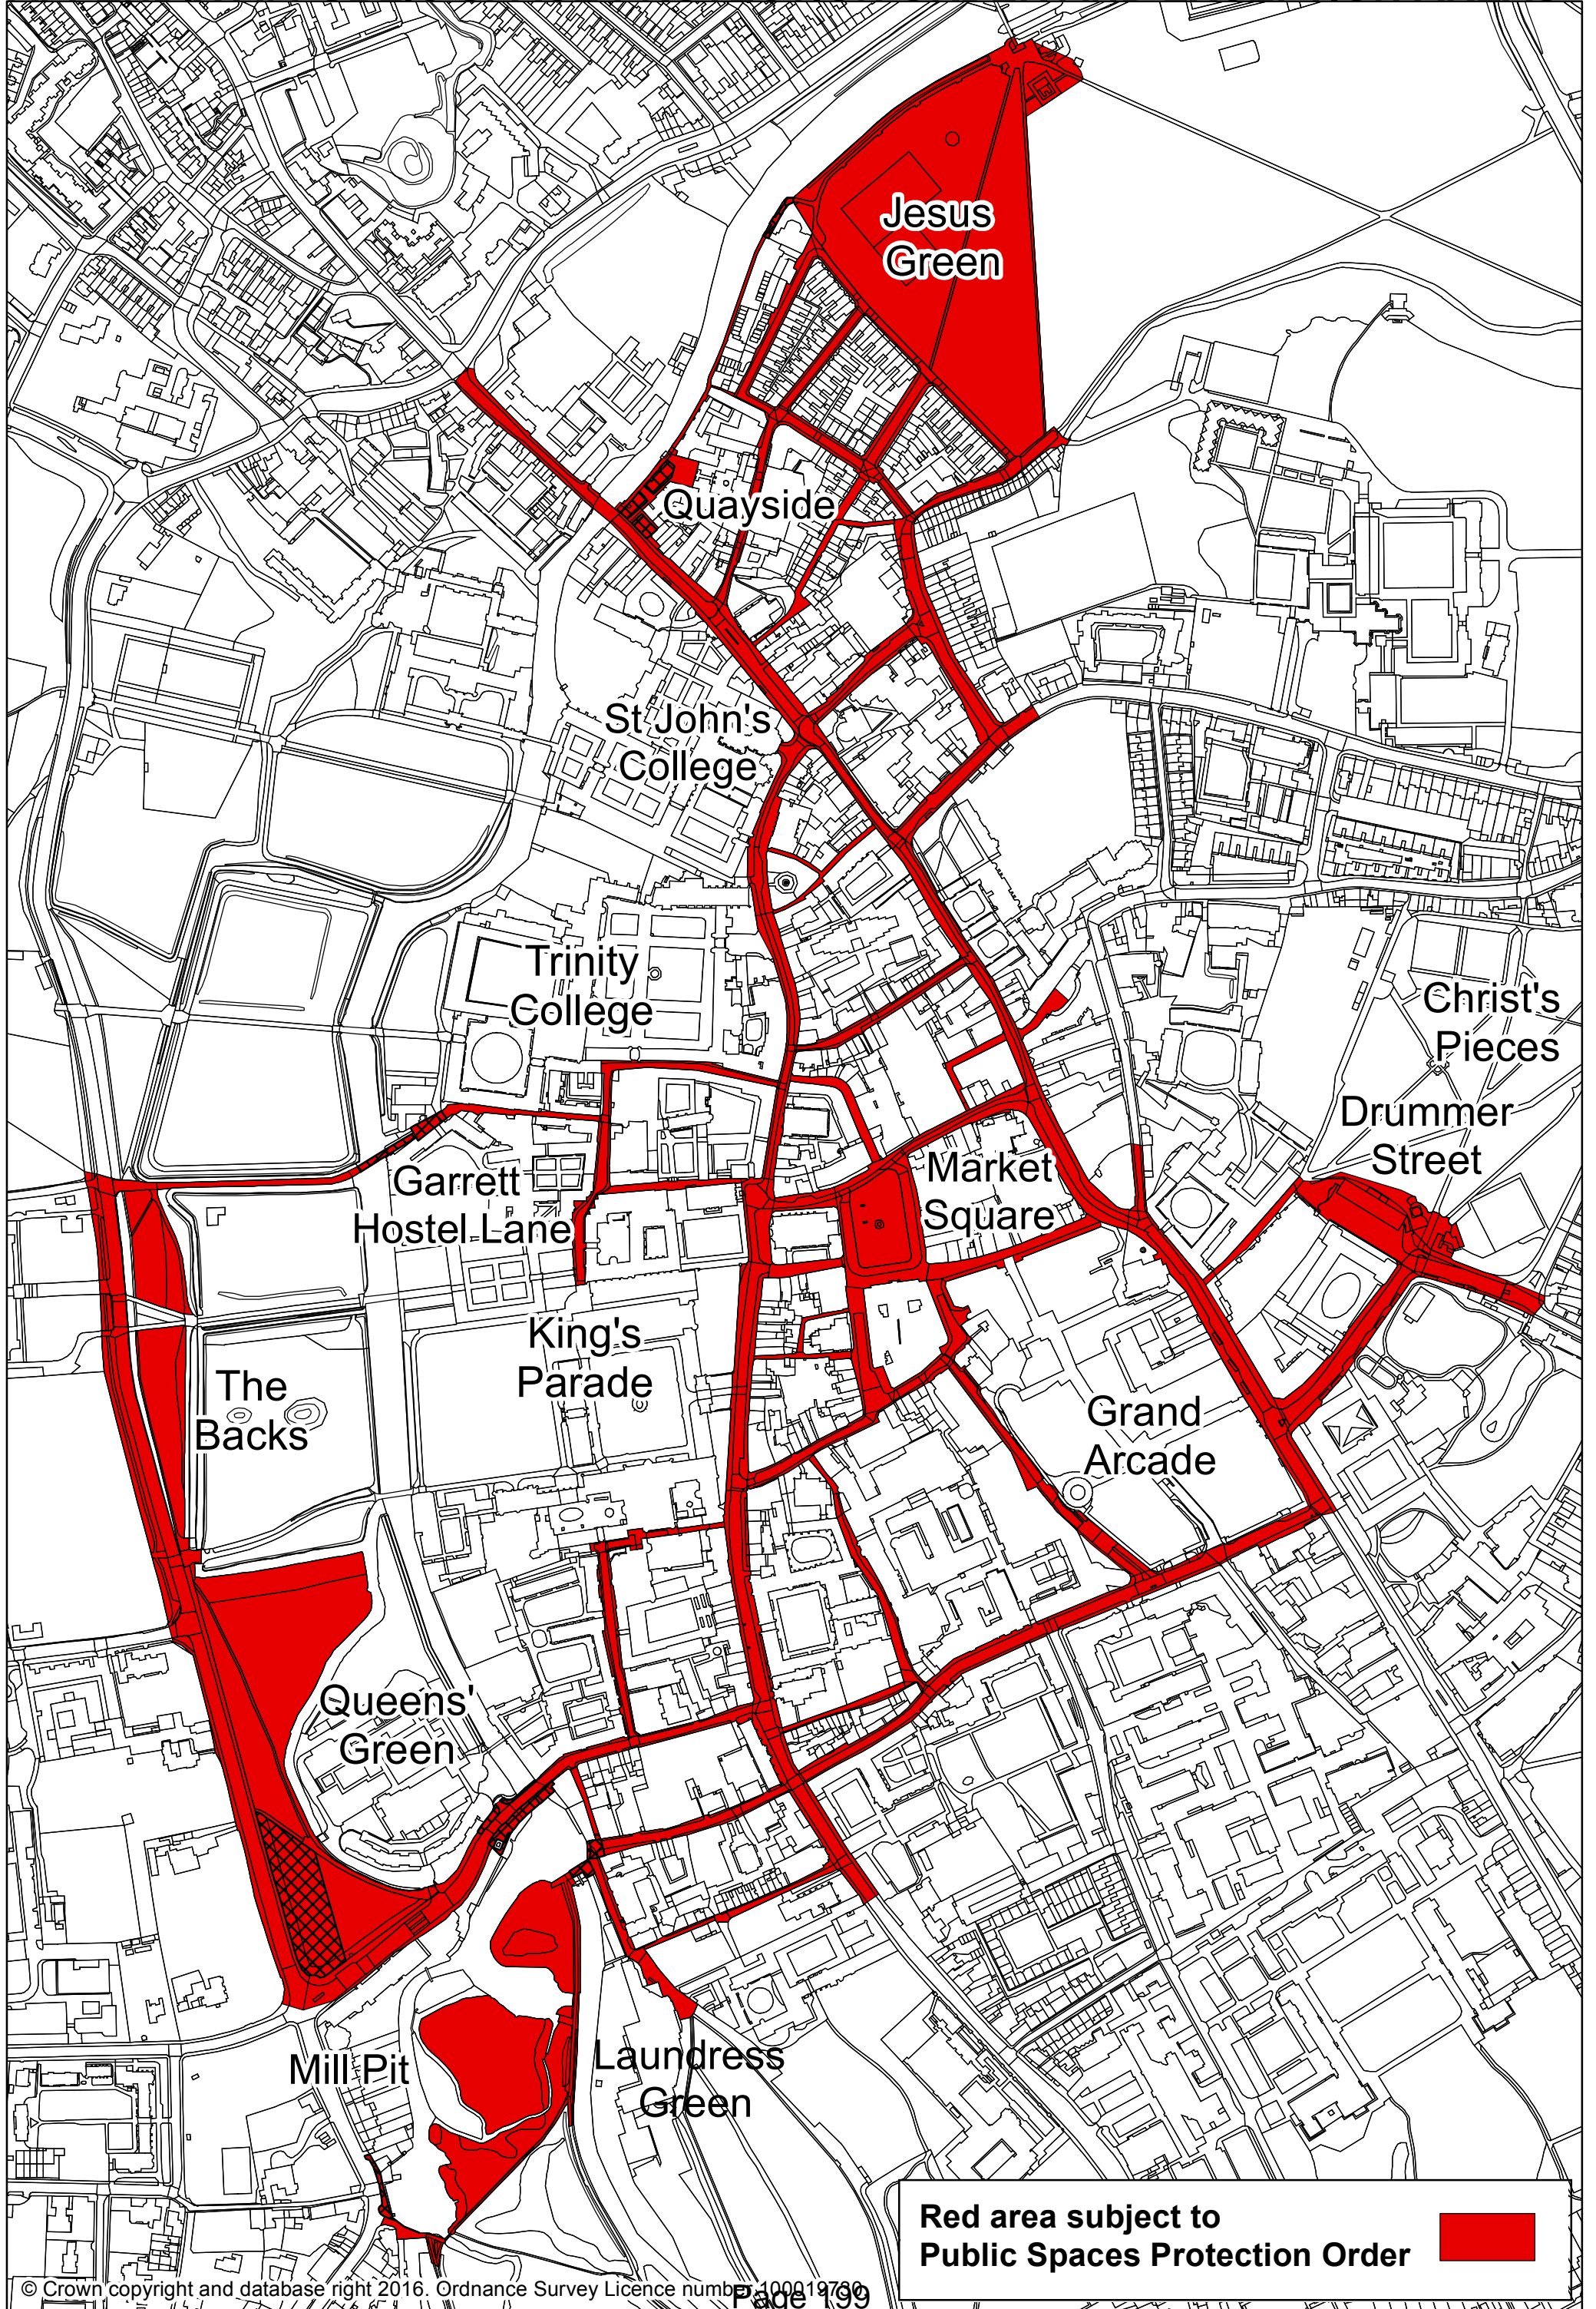 Jesus
Green
Quayside
St John's
College
Trinity
College
Christ's
Pieces
Drummer
Street
Market
Square
Garrett
Hostel Lane
King's
Parade
The
Backs
Grand
Arcade
Queens'
Green
Laundress
Green
Mill Pit
Red area subject to
Public Spaces Protection Order
© Crown copyright and database right 2016. Ordnance Survey Licence number 100019730.
Page 199